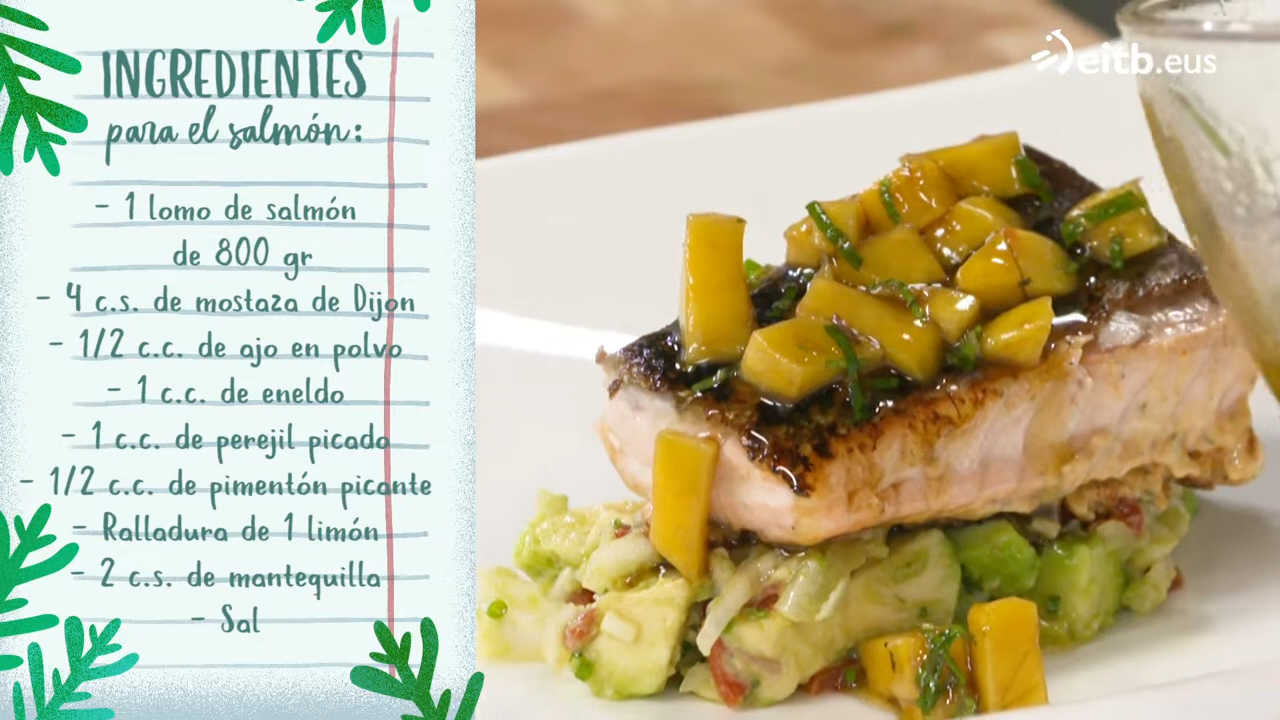 INGREDIENTES
para el salmón:
- 1 lomo de salmón
de 800 gr
- 4 c.s. de mostaza de Dijon
- 1/2 c.c. de ajo en polvo
- 1 c.c. de eneldo
- 1 c.c. de perejil picado
- 1/2 c.c. de pimentón picante
- Ralladura de 1 limón
- 2 c.s. de mantequilla
- Sal
eitb.eus